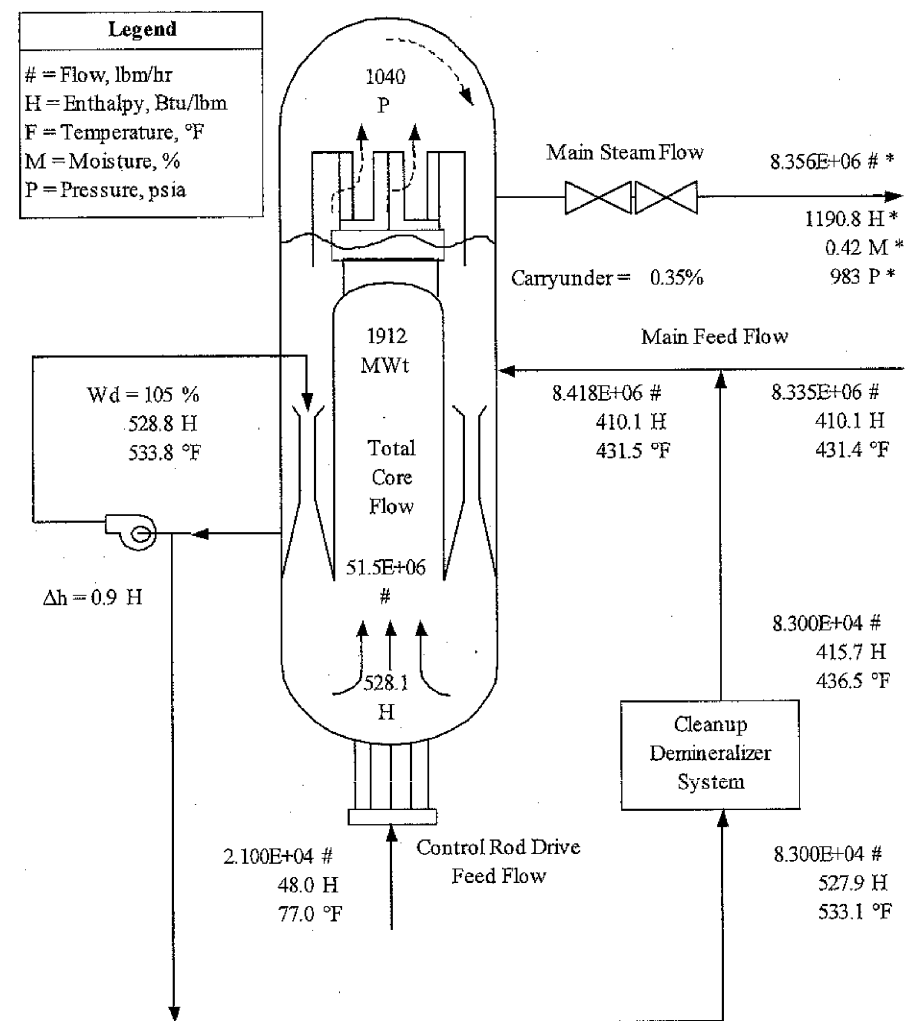 Legend
# = Flow, lbm/hr
H = Enthalpy, Btu/lbm
F = Temperature, °F
M = Moisture, %
P = Pressure, psia
1040
P
Main Steam Flow
8.356E+06 # *
1190.8 H *
0.42 M *
983 P *
Carryunder = 0.35%
1912
MWt
Main Feed Flow
Wd = 105 %
528.8 H
533.8 °F
8.418E+06 #
410.1 H
431.5 °F
8.335E+06 #
410.1 H
431.4 °F
Total
Core
Flow
51.5E+06
#
Δh = 0.9 H
528.1
H
8.300E+04 #
415.7 H
436.5 °F
Cleanup
Demineralizer
System
2.100E+04 #
48.0 H
77.0 °F
Control Rod Drive
Feed Flow
8.300E+04 #
527.9 H
533.1 °F